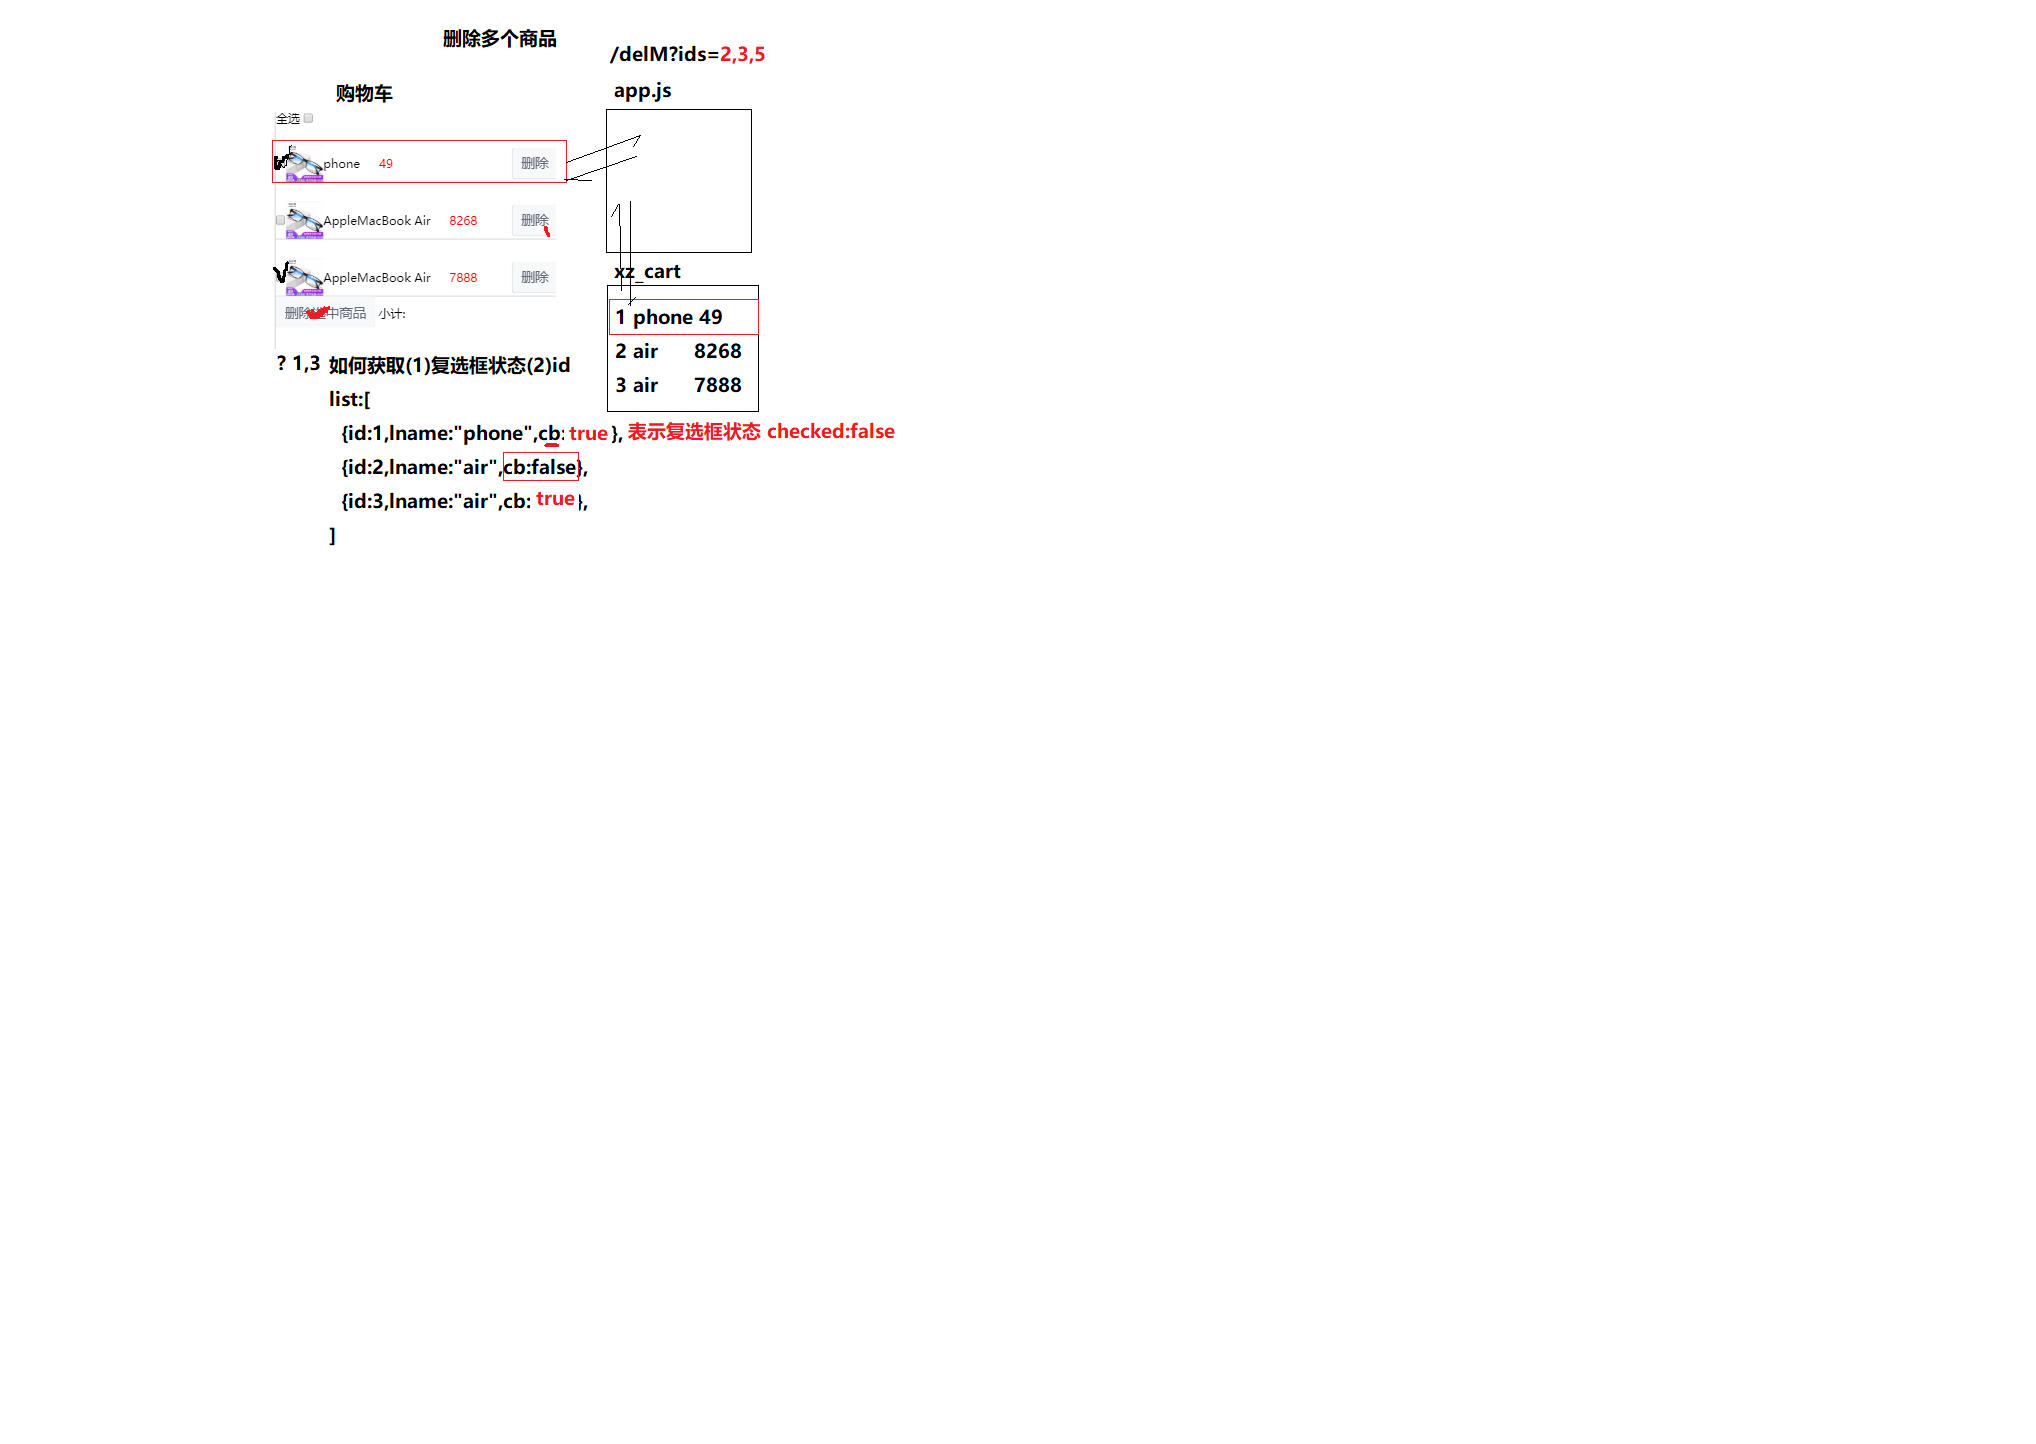 删除多个商品
/delM?ids=2,3,5
app.js
购物车
全选
phone 49 删除
AppleMacBook Air 8268 删除
AppleMacBook Air 7888 删除
删除选中商品 小计:
xz_cart
1 phone 49
2 air 8268
3 air 7888
? 1,3 如何获取(1)复选框状态(2)id
list:[
{id:1,lname:"phone",cb: true }, 表示复选框状态 checked:false
{id:2,lname:"air",cb:false},
{id:3,lname:"air",cb: true },
]